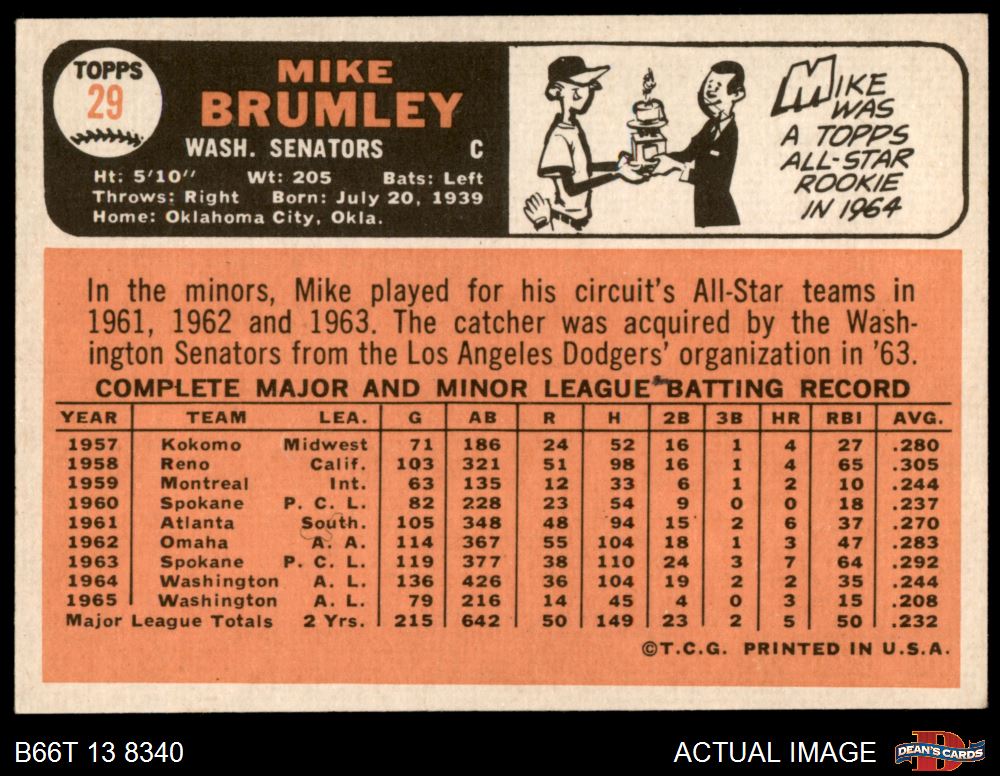 TOPPS
29
MIKE
BRUMLEY
WASH. SENATORS C
Ht: 5'10" Wt: 205 Bats: Left
Throws: Right Born: July 20, 1939
Home: Oklahoma City, Okla.
MIKE
WAS
A TOPPS
ALL-STAR
ROOKIE
IN 1964
In the minors, Mike played for his circuit's All-Star teams in
1961, 1962 and 1963. The catcher was acquired by the Wash-
ington Senators from the Los Angeles Dodgers' organization in '63.
COMPLETE MAJOR AND MINOR LEAGUE BATTING RECORD
YEAR TEAM LEA. G AB R H 2B 3B HR RBI AVG.
1957 Kokomo Midwest 71 186 24 52 16 1 4 27 .280
1958 Reno Calif. 103 321 51 98 16 1 4 65 .305
1959 Montreal Int. 63 135 12 33 6 1 2 10 .244
1960 Spokane P. C. L. 82 228 23 54 9 0 0 18 .237
1961 Atlanta South. 105 348 48 94 15 2 6 37 .270
1962 Omaha A. A. 114 367 55 104 18 1 3 47 .283
1963 Spokane P. C. L. 119 377 38 110 24 3 7 64 .292
1964 Washington A. L. 136 426 36 104 19 2 2 35 .244
1965 Washington A. L. 79 216 14 45 4 0 3 15 .208
Major League Totals 2 Yrs. 215 642 50 149 23 2 5 50 .232
©T.C.G. PRINTED IN U.S.A.
B66T 13 8340
ACTUAL IMAGE
D
DEAN'S CARDS